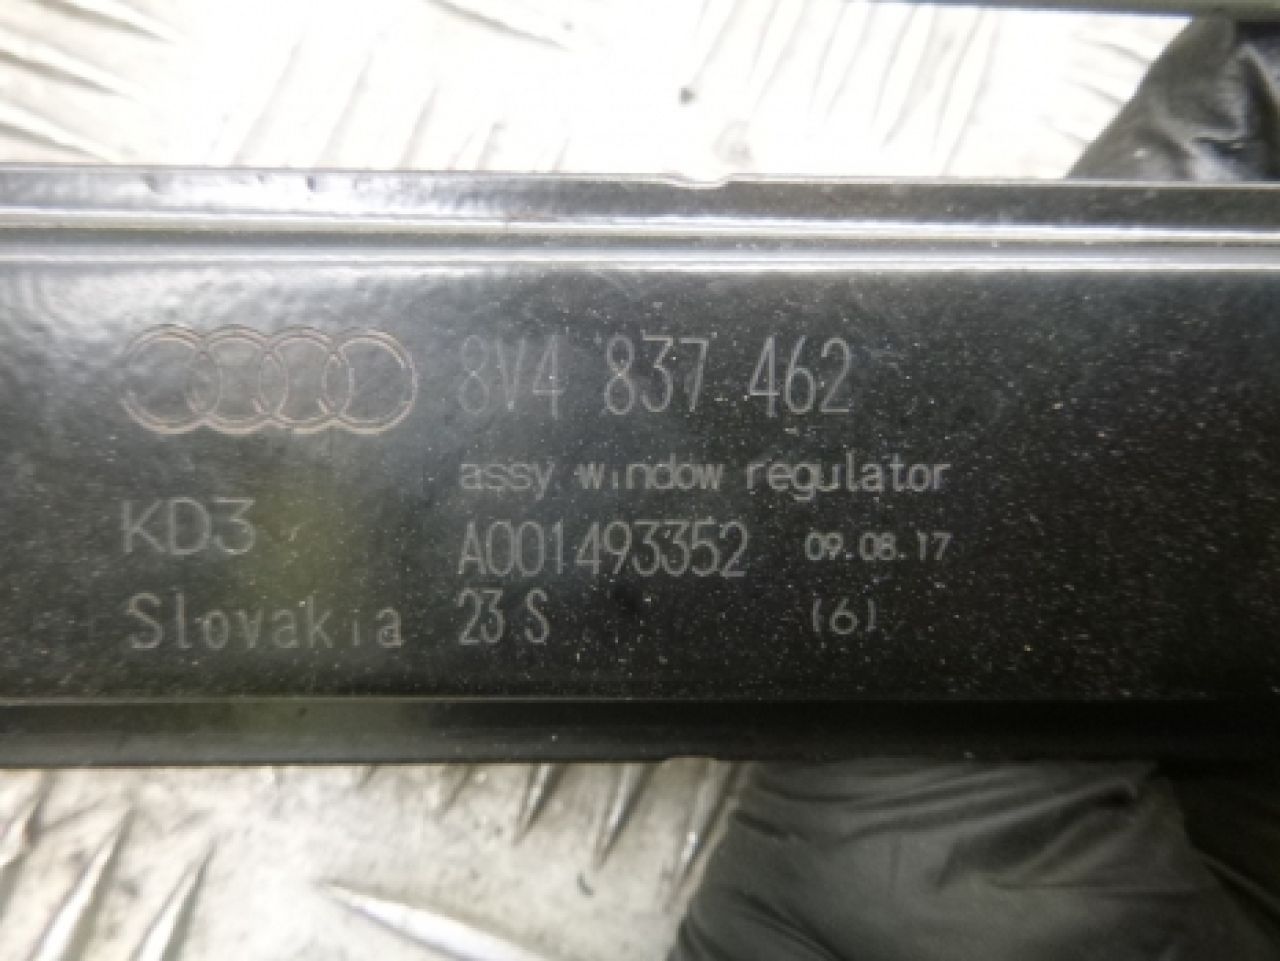 8V4 837 462
assy window regulator
KD3
A001493352 09.08.17
Slovakia 23 S (6)